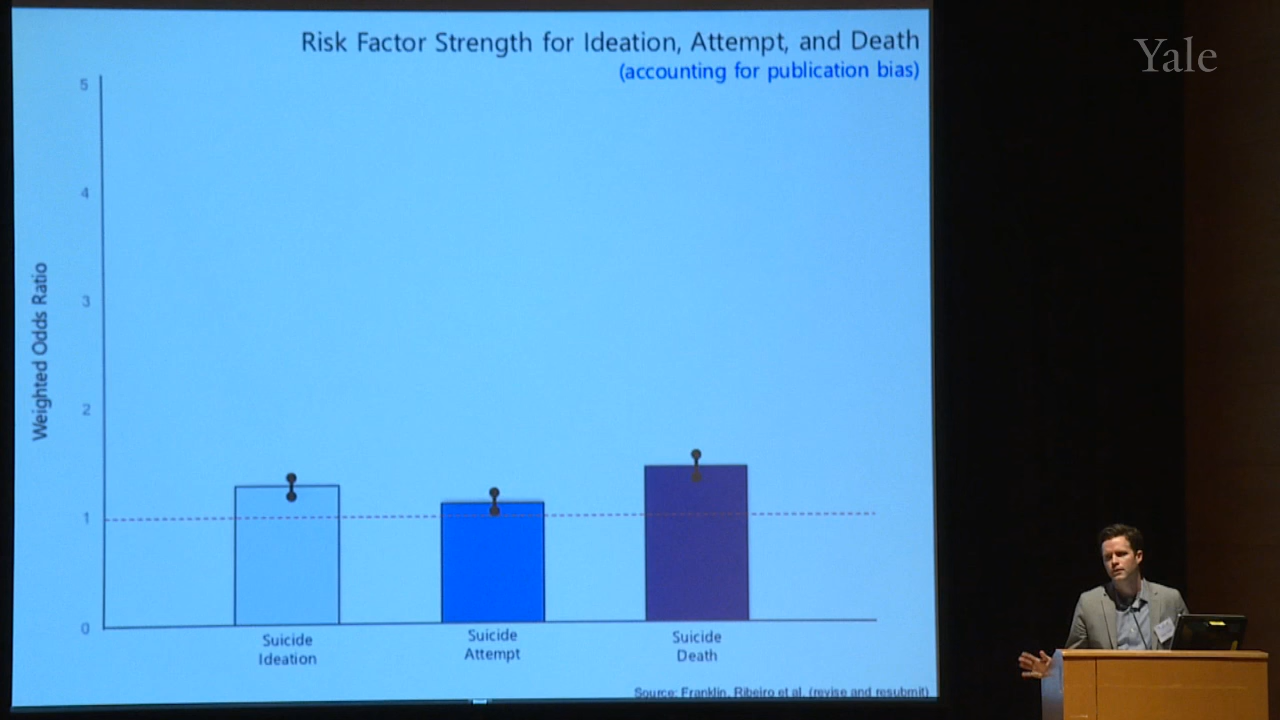 Risk Factor Strength for Ideation, Attempt, and Death
(accounting for publication bias)
Yale
5
4
3
2
1
0
Weighted Odds Ratio
Suicide
Ideation
Suicide
Attempt
Suicide
Death
Source: Franklin, Ribeiro et al. (revise and resubmit)